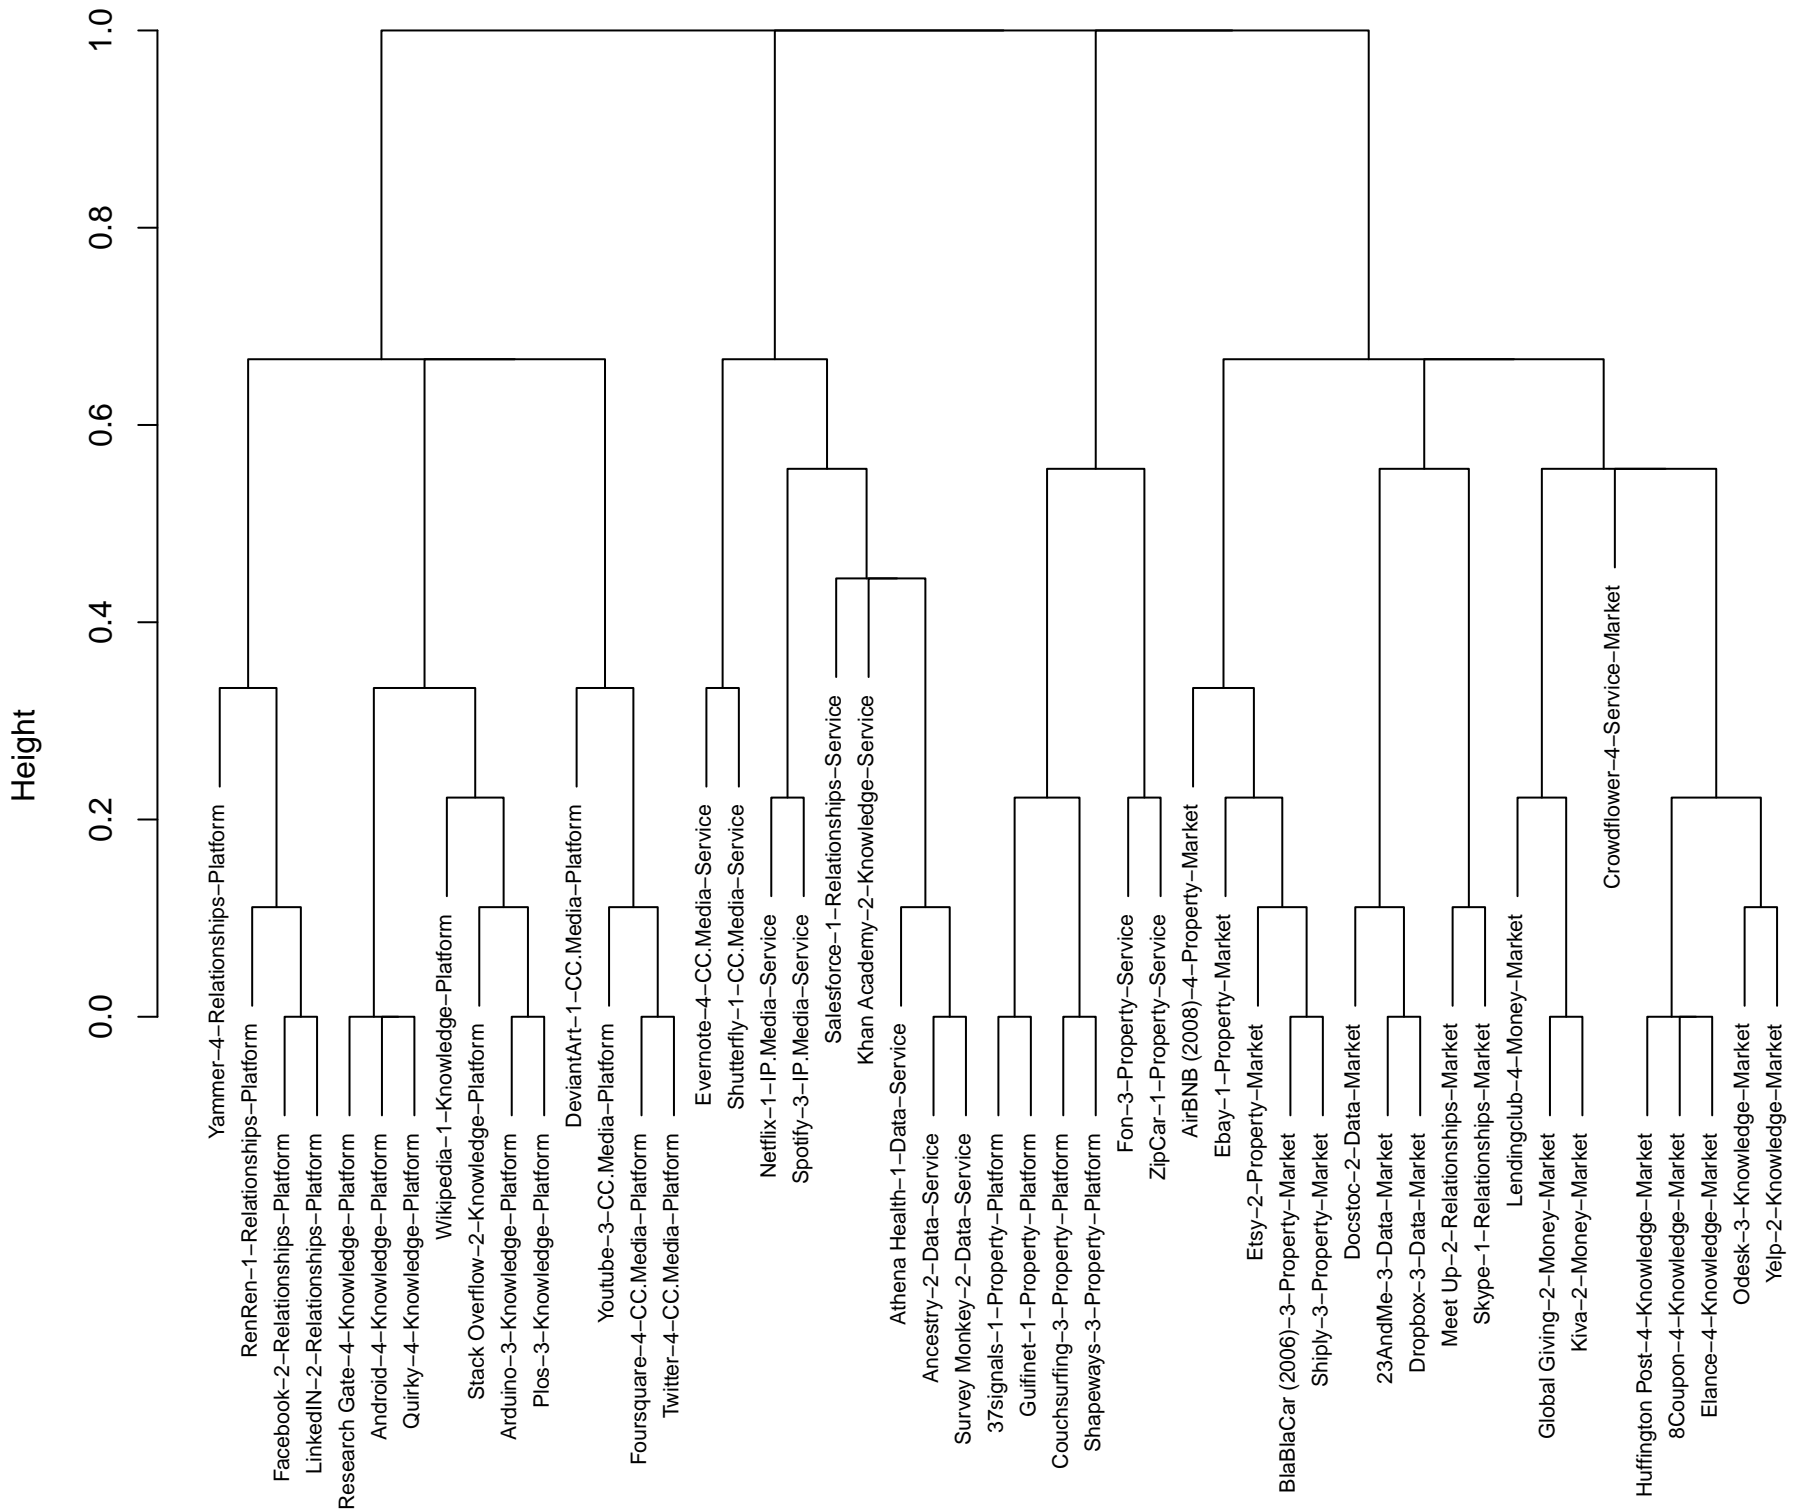 Height
1.0
0.8
0.6
0.4
0.2
0.0
Yammer−4−Relationships−Platform
RenRen−1−Relationships−Platform
Facebook−2−Relationships−Platform
LinkedIN−2−Relationships−Platform
Research Gate−4−Knowledge−Platform
Android−4−Knowledge−Platform
Quirky−4−Knowledge−Platform
Wikipedia−1−Knowledge−Platform
Stack Overflow−2−Knowledge−Platform
Arduino−3−Knowledge−Platform
Plos−3−Knowledge−Platform
DeviantArt−1−CC.Media−Platform
Youtube−3−CC.Media−Platform
Foursquare−4−CC.Media−Platform
Twitter−4−CC.Media−Platform
Evernote−4−CC.Media−Service
Shutterfly−1−CC.Media−Service
Netflix−1−IP.Media−Service
Spotify−3−IP.Media−Service
Salesforce−1−Relationships−Service
Khan Academy−2−Knowledge−Service
Athena Health−1−Data−Service
Ancestry−2−Data−Service
Survey Monkey−2−Data−Service
37signals−1−Property−Platform
Guifinet−1−Property−Platform
Couchsurfing−3−Property−Platform
Shapeways−3−Property−Platform
Fon−3−Property−Service
ZipCar−1−Property−Service
AirBNB (2008)−4−Property−Market
Ebay−1−Property−Market
Etsy−2−Property−Market
BlaBlaCar (2006)−3−Property−Market
Shiply−3−Property−Market
Docstoc−2−Data−Market
23AndMe−3−Data−Market
Dropbox−3−Data−Market
Meet Up−2−Relationships−Market
Skype−1−Relationships−Market
Lendingclub−4−Money−Market
Global Giving−2−Money−Market
Kiva−2−Money−Market
Crowdflower−4−Service−Market
Huffington Post−4−Knowledge−Market
8Coupon−4−Knowledge−Market
Elance−4−Knowledge−Market
Odesk−3−Knowledge−Market
Yelp−2−Knowledge−Market